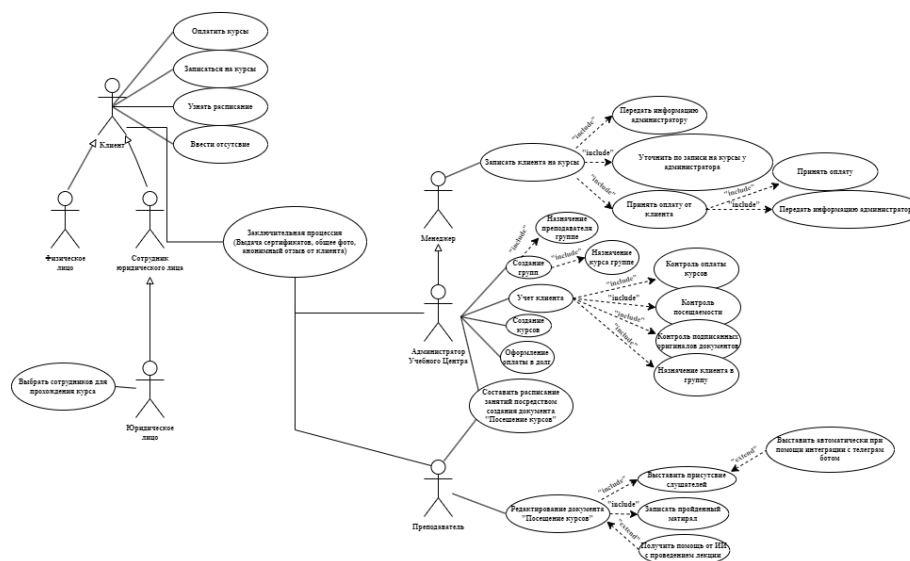 Оплатить курсы
Записаться на курсы
Узнать расписание
Ввести отсутсвие
Клиент
Физическое
лицо
Сотрудник
юридического лица
Выбрать сотрудников для
прохождения курса
Юридическое
лицо
Заключительная процессия
(Выдача сертификатов, общее фото,
анонимный отзыв от клиента)
Менеджер
Записать клиента на курсы
"include"
Передать информацию
администратору
"include"
Уточнить по записи на курсы у
администратора
"include"
Принять оплату от
клиента
"include"
Принять оплату
"include"
Передать информацию администратор
Администратор
Учебного Центра
Создание
групп
"include"
Назначение
преподавателя
группе
"include"
Назначение
курса группе
Учет клиента
"include"
Контроль оплаты
курсов
"include"
Контроль
посещаемости
"include"
Контроль подписанных
оригиналов документов
"include"
Назначение клиента в
группу
Создание
курсов
Оформление
оплаты в долг
Составить расписание
занятий посредством
создания документа
"Посещение курсов"
Преподаватель
Редактирование документа
"Посещение курсов"
"include"
Выставить присутсвие
слушателей
"extend"
Выставить автоматически при
помощи интеграции с телеграм
ботом
"include"
Записать пройденный
матирал
"extend"
Получить помощь от ИИ
с проведением лекции